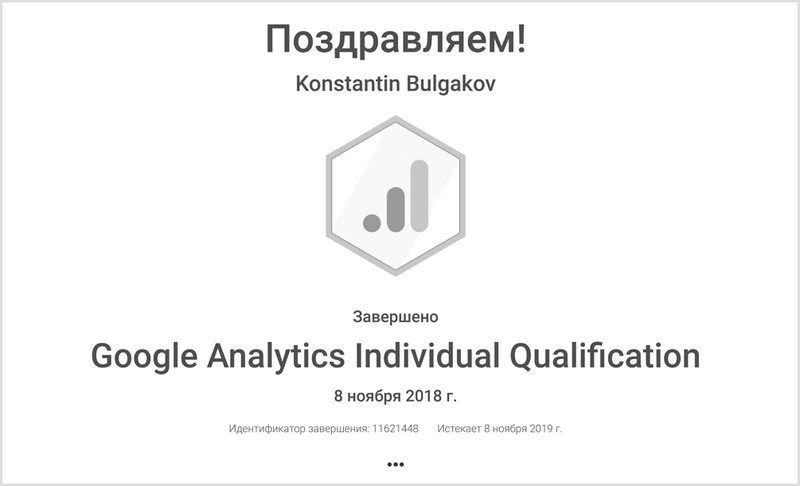 Поздравляем!
Konstantin Bulgakov
Завершено
Google Analytics Individual Qualification
8 ноября 2018 г.
Идентификатор завершения: 11621448 Истекает 8 ноября 2019 г.